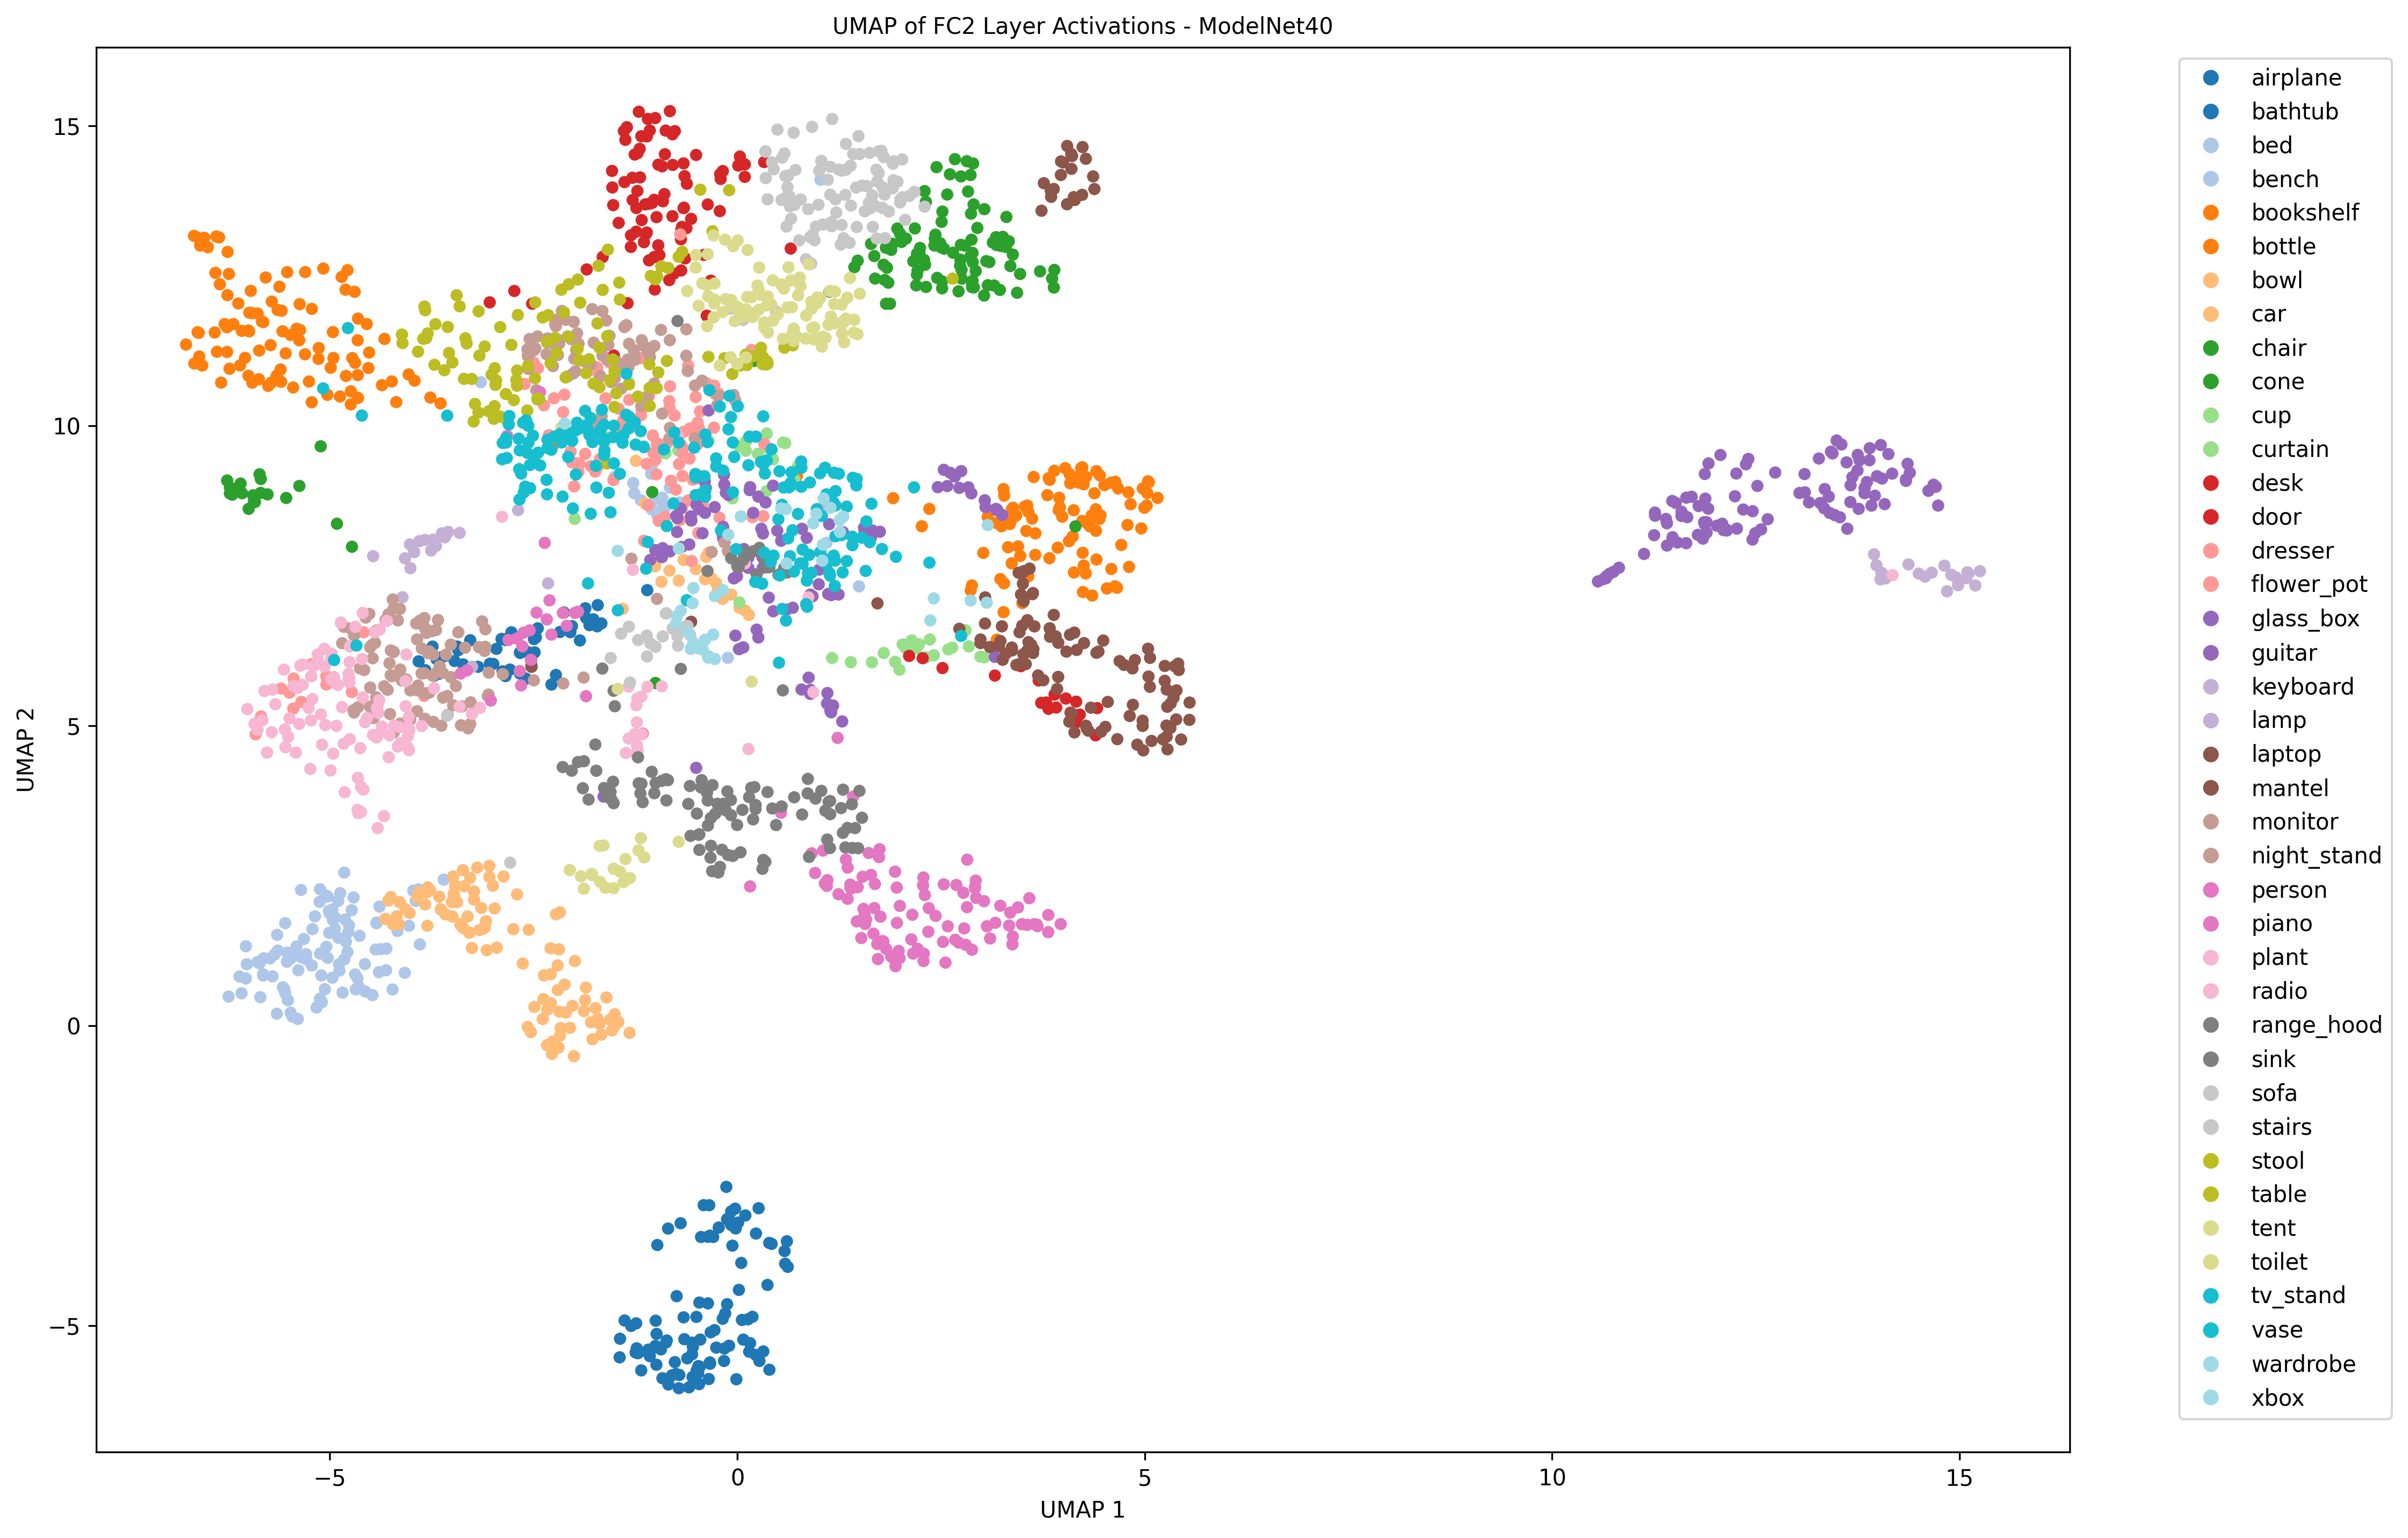 UMAP of FC2 Layer Activations - ModelNet40
15
10
5
0
−5
UMAP 2
−5
0
5
10
15
UMAP 1
airplane
bathtub
bed
bench
bookshelf
bottle
bowl
car
chair
cone
cup
curtain
desk
door
dresser
flower_pot
glass_box
guitar
keyboard
lamp
laptop
mantel
monitor
night_stand
person
piano
plant
radio
range_hood
sink
sofa
stairs
stool
table
tent
toilet
tv_stand
vase
wardrobe
xbox